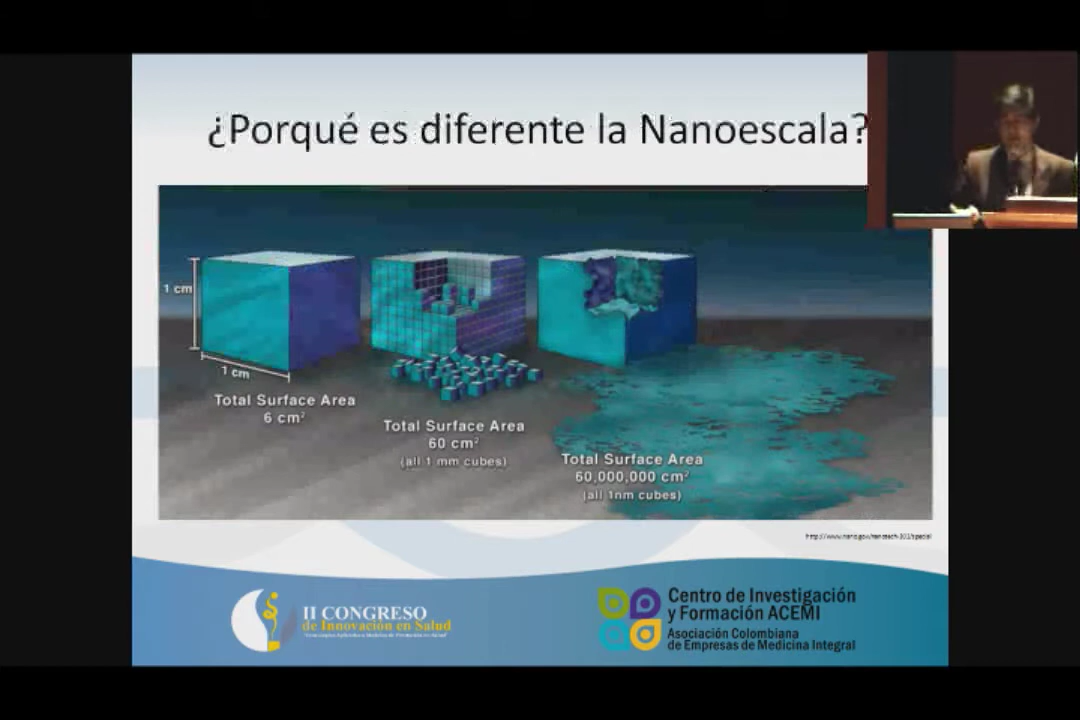 ¿Porqué es diferente la Nanoescala?
1 cm
1 cm
Total Surface Area
6 cm²
Total Surface Area
60 cm²
(all 1 mm cubes)
Total Surface Area
60,000,000 cm²
(all 1nm cubes)
II CONGRESO
de Innovación en Salud
Centro de Investigación
y Formación ACEMI
Asociación Colombiana
de Empresas de Medicina Integral